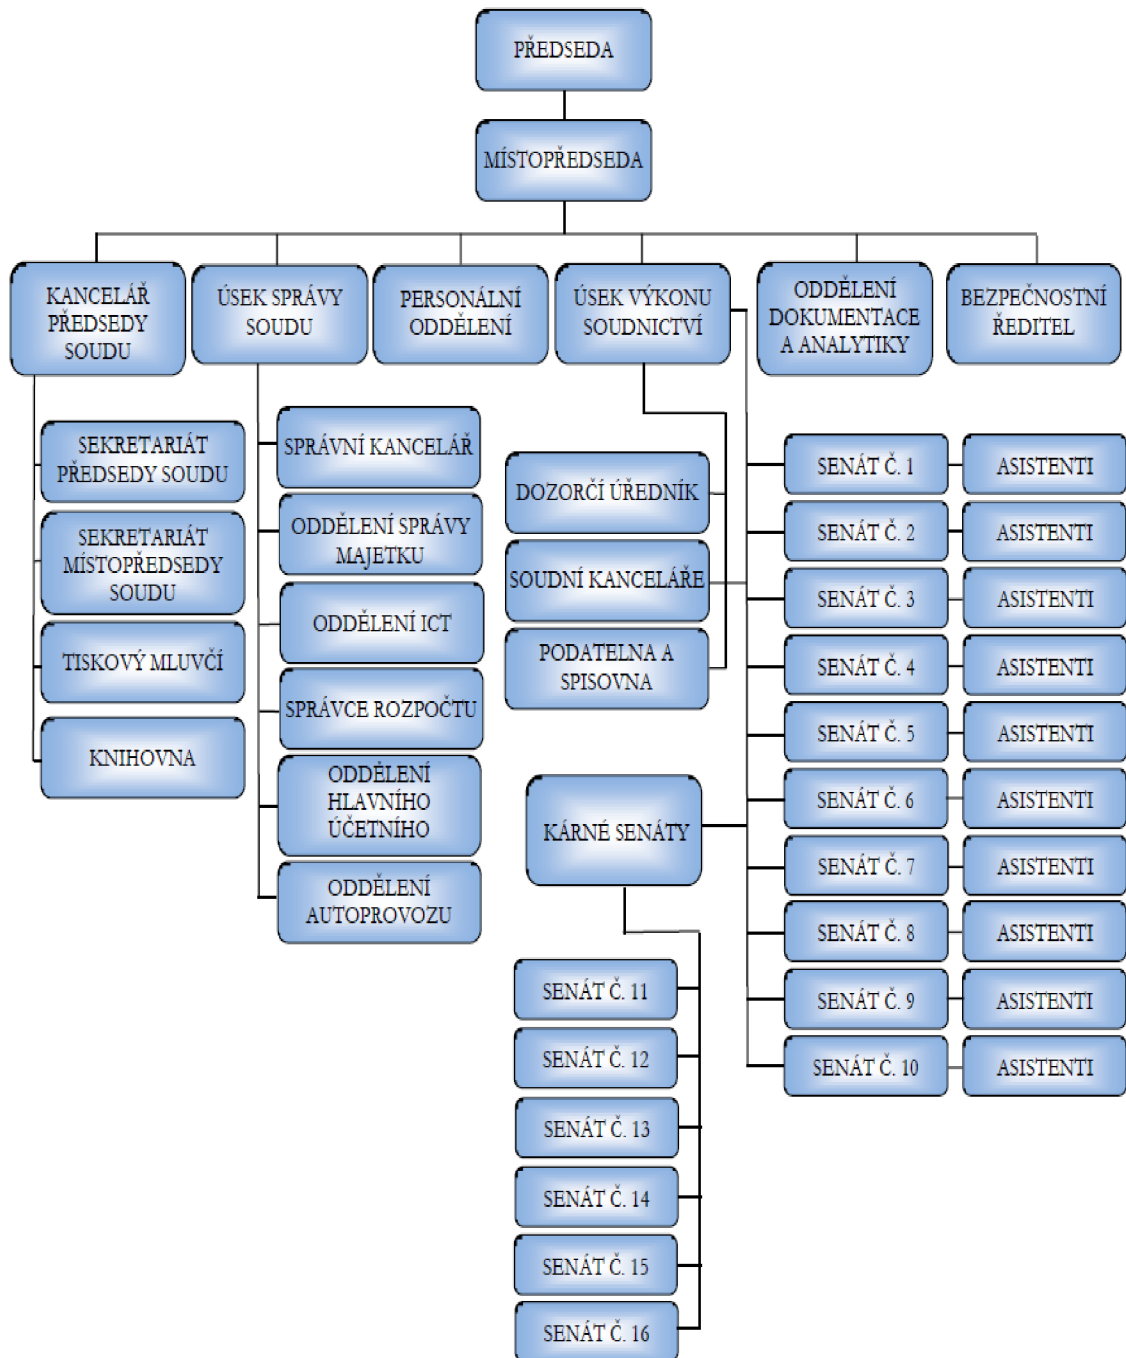 PŘEDSEDA
MÍSTOPŘEDSEDA
KANCELÁŘ
PŘEDSEDY
SOUDU
ÚSEK SPRÁVY
SOUDU
PERSONÁLNÍ
ODDĚLENÍ
ÚSEK VÝKONU
SOUDNICTVÍ
ODDĚLENÍ
DOKUMENTACE
A ANALYTIKY
BEZPEČNOSTNÍ
ŘEDITEL
SEKRETARIÁT
PŘEDSEDY SOUDU
SEKRETARIÁT
MÍSTOPŘEDSEDY
SOUDU
TISKOVÝ MLUVČÍ
KNIHOVNA
SPRÁVNÍ KANCELÁŘ
ODDĚLENÍ SPRÁVY
MAJETKU
ODDĚLENÍ ICT
SPRÁVCE ROZPOČTU
ODDĚLENÍ
HLAVNÍHO
ÚČETNÍHO
ODDĚLENÍ
AUTOPROVOZU
DOZORČÍ ÚŘEDNÍK
SOUDNÍ KANCELÁŘE
PODATELNA A
SPISOVNA
KÁRNÉ SENÁTY
SENÁT Č. 11
SENÁT Č. 12
SENÁT Č. 13
SENÁT Č. 14
SENÁT Č. 15
SENÁT Č. 16
SENÁT Č. 1
ASISTENTI
SENÁT Č. 2
ASISTENTI
SENÁT Č. 3
ASISTENTI
SENÁT Č. 4
ASISTENTI
SENÁT Č. 5
ASISTENTI
SENÁT Č. 6
ASISTENTI
SENÁT Č. 7
ASISTENTI
SENÁT Č. 8
ASISTENTI
SENÁT Č. 9
ASISTENTI
SENÁT Č. 10
ASISTENTI